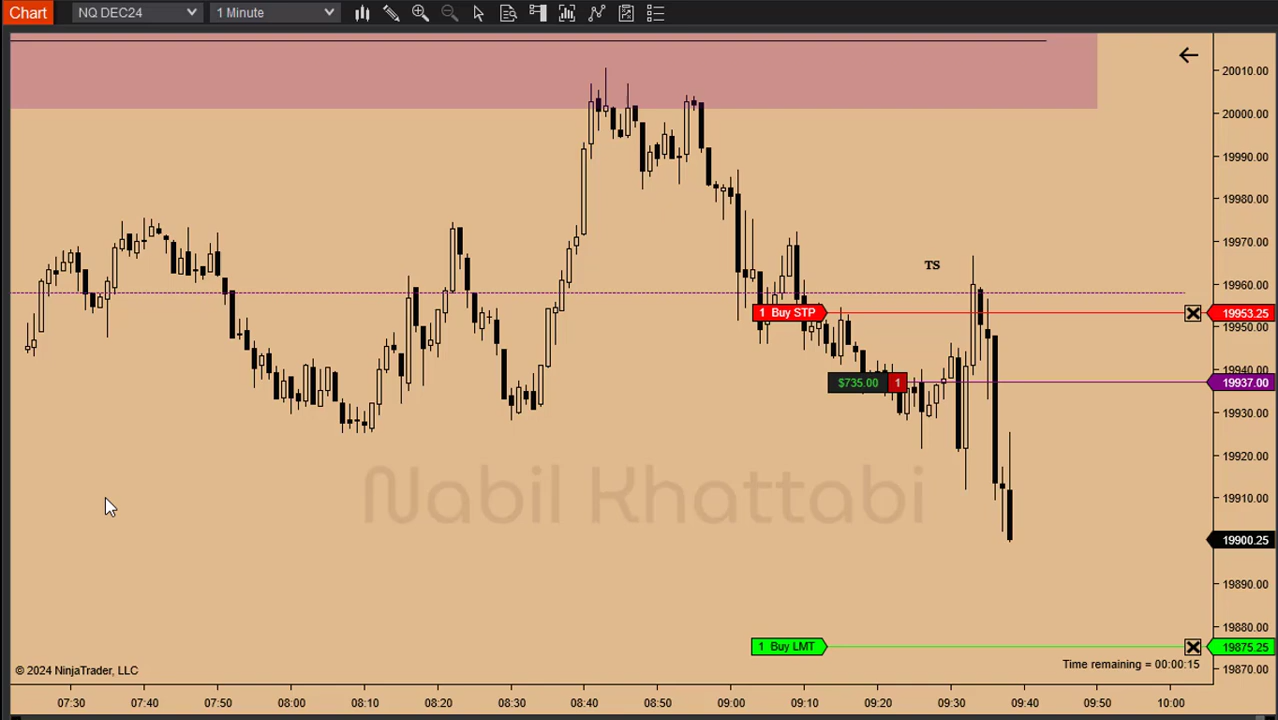 Chart NQ DEC24 1 Minute
20010.00
20000.00
19990.00
19980.00
19970.00
TS
19960.00
1 Buy STP 19953.25
19950.00
19940.00
$735.00 1 19937.00
19930.00
19920.00
Nabil Khattabi
19910.00
19900.25
19890.00
19880.00
1 Buy LMT 19875.25
Time remaining = 00:00:15
© 2024 NinjaTrader, LLC
19870.00
07:30 07:40 07:50 08:00 08:10 08:20 08:30 08:40 08:50 09:00 09:10 09:20 09:30 09:40 09:50 10:00